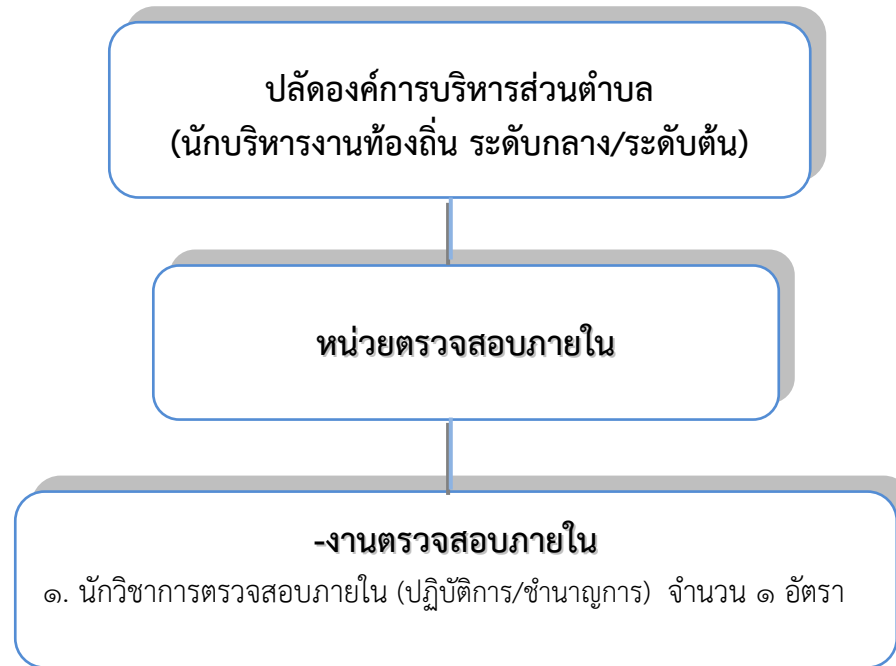 ปลัดองค์การบริหารส่วนตำบล
(นักบริหารงานท้องถิ่น ระดับกลาง/ระดับต้น)
หน่วยตรวจสอบภายใน
-งานตรวจสอบภายใน
๑. นักวิชาการตรวจสอบภายใน (ปฏิบัติการ/ชำนาญการ) จำนวน ๑ อัตรา